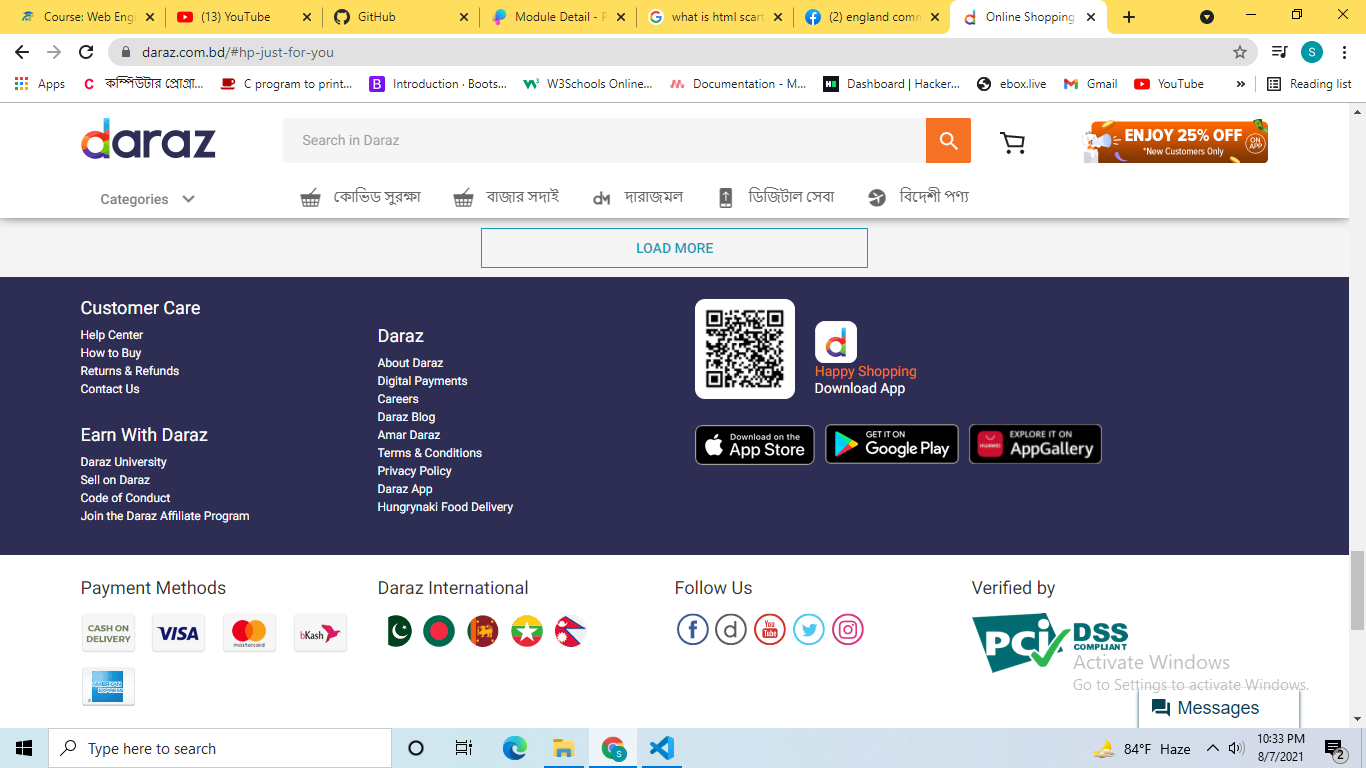 Course: Web Engi
(13) YouTube
GitHub
Module Detail - P
what is html scart
(2) england comm
Online Shopping
daraz.com.bd/#hp-just-for-you
S
Apps
কম্পিউটার প্রোগ্রা...
C program to print...
Introduction · Boots...
W3Schools Online...
Documentation - M...
Dashboard | Hacker...
ebox.live
Gmail
YouTube
»
Reading list
daraz
Search in Daraz
ENJOY 25% OFF
*New Customers Only
ON APP
Categories
কোভিড সুরক্ষা
বাজার সদাই
dm
দারাজমল
ডিজিটাল সেবা
বিদেশী পণ্য
LOAD MORE
Customer Care
Help Center
How to Buy
Returns & Refunds
Contact Us
Earn With Daraz
Daraz University
Sell on Daraz
Code of Conduct
Join the Daraz Affiliate Program
Daraz
About Daraz
Digital Payments
Careers
Daraz Blog
Amar Daraz
Terms & Conditions
Privacy Policy
Daraz App
Hungrynaki Food Delivery
d
Happy Shopping
Download App
Download on the
App Store
GET IT ON
Google Play
HUAWEI
EXPLORE IT ON
AppGallery
Payment Methods
CASH ON
DELIVERY
VISA
mastercard
bKash
AMERICAN
EXPRESS
Daraz International
Follow Us
f
d
You
Tube
Verified by
PCI DSS
COMPLIANT
Activate Windows
Go to Settings to activate Windows.
Messages
Type here to search
S
84°F Haze
10:33 PM
8/7/2021
2